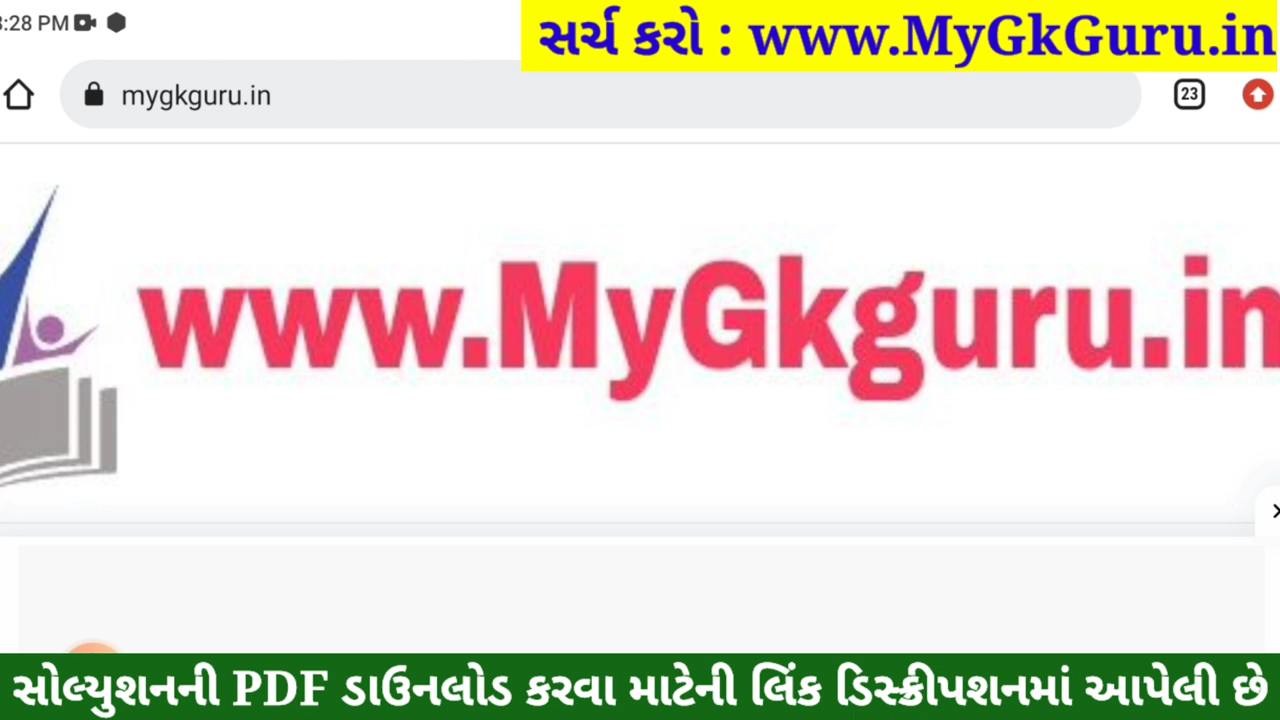 :28 PM
સર્ચ કરો : www.MyGkGuru.in
mygkguru.in
23
www.MyGkguru.in
સોલ્યુશનની PDF ડાઉનલોડ કરવા માટેની લિંક ડિસ્ક્રીપશનમાં આપેલી છે